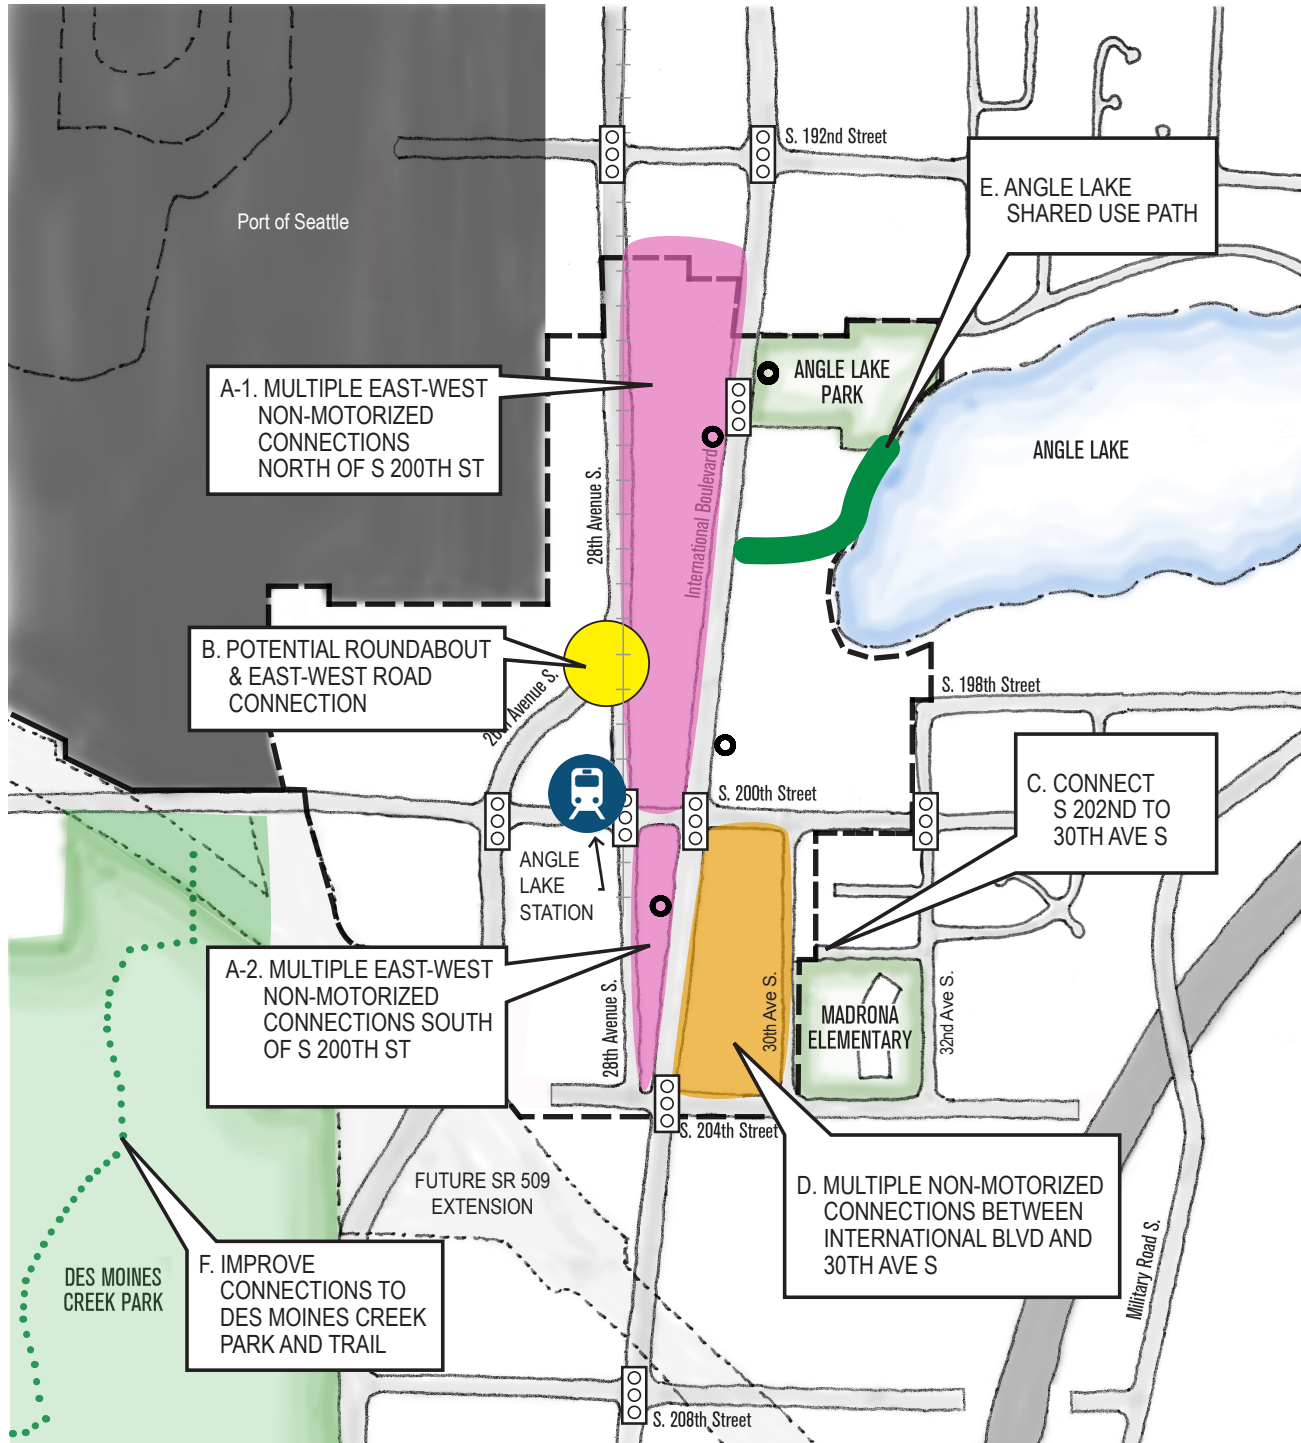 S. 192nd Street
E. ANGLE LAKE
SHARED USE PATH
Port of Seattle
A-1. MULTIPLE EAST-WEST
NON-MOTORIZED
CONNECTIONS
NORTH OF S 200TH ST
ANGLE LAKE
PARK
ANGLE LAKE
28th Avenue S.
International Boulevard
B. POTENTIAL ROUNDABOUT
& EAST-WEST ROAD
CONNECTION
Avenue S.
S. 198th Street
S. 200th Street
C. CONNECT
S 202ND TO
30TH AVE S
ANGLE
LAKE
STATION
A-2. MULTIPLE EAST-WEST
NON-MOTORIZED
CONNECTIONS SOUTH
OF S 200TH ST
28th Avenue S.
30th Ave S.
MADRONA
ELEMENTARY
32nd Ave S.
S. 204th Street
FUTURE SR 509
EXTENSION
D. MULTIPLE NON-MOTORIZED
CONNECTIONS BETWEEN
INTERNATIONAL BLVD AND
30TH AVE S
Military Road S.
DES MOINES
CREEK PARK
F. IMPROVE
CONNECTIONS TO
DES MOINES CREEK
PARK AND TRAIL
S. 208th Street